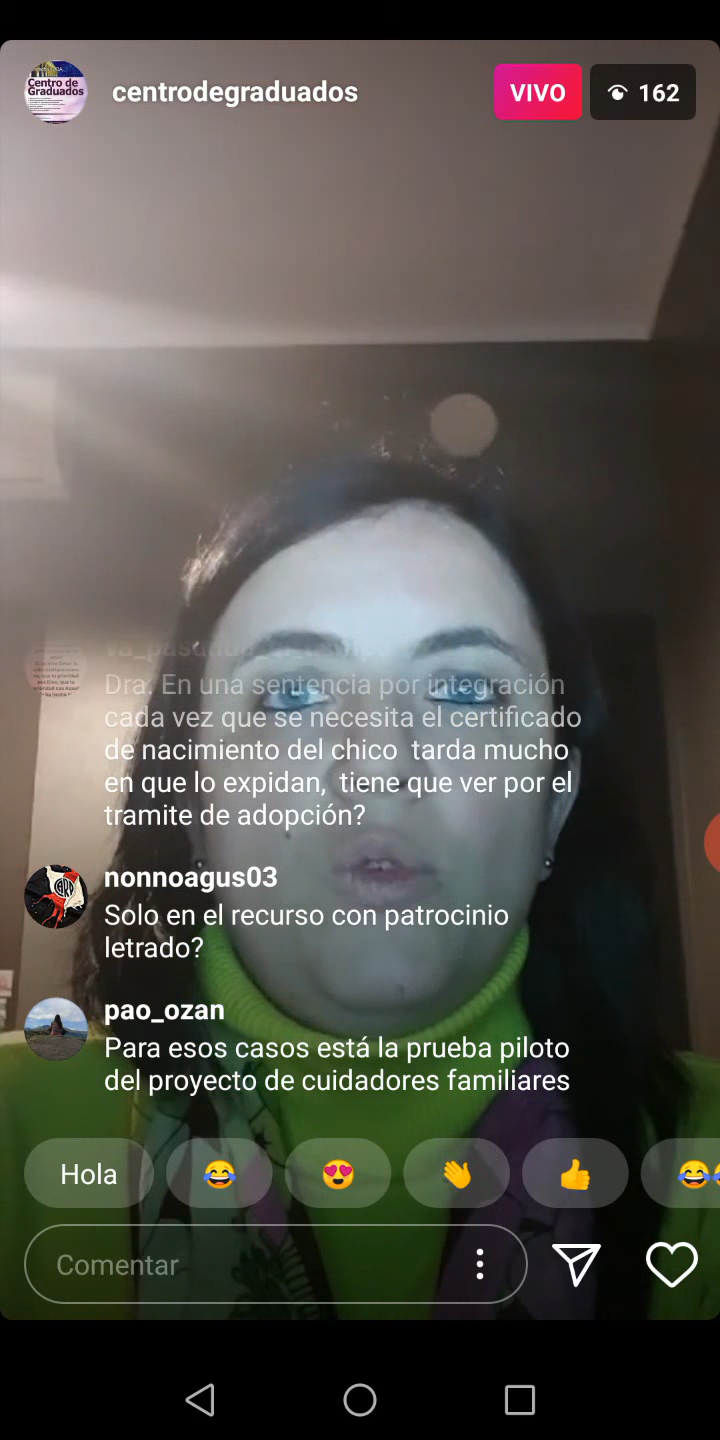 Centro de
Graduados
centrodegraduados
VIVO
162
Dra. En una sentencia por integración
cada vez que se necesita el certificado
de nacimiento del chico  tarda mucho
en que lo expidan,  tiene que ver por el
tramite de adopción?
nonnoagus03
Solo en el recurso con patrocinio
letrado?
pao_ozan
Para esos casos está la prueba piloto
del proyecto de cuidadores familiares
Hola
Comentar